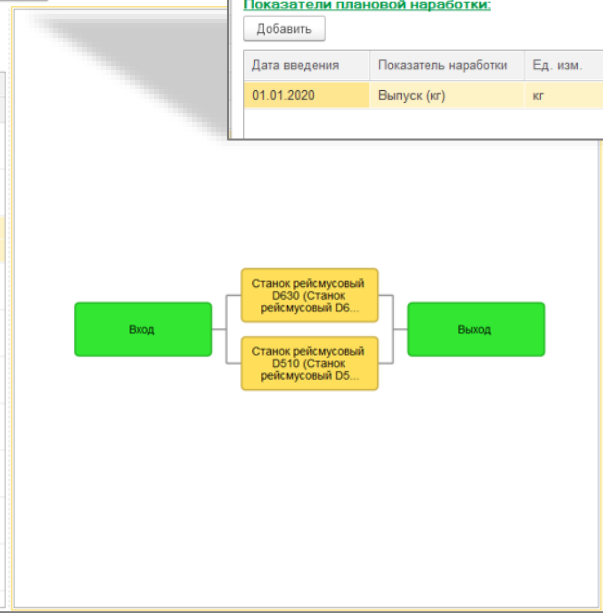 Показатели плановой наработки:
Добавить
Дата введения Показатель наработки Ед. изм.
01.01.2020 Выпуск (кг) кг
Станок рейсмусовый
D630 (Станок
рейсмусовый D6...
Вход
Выход
Станок рейсмусовый
D510 (Станок
рейсмусовый D5...